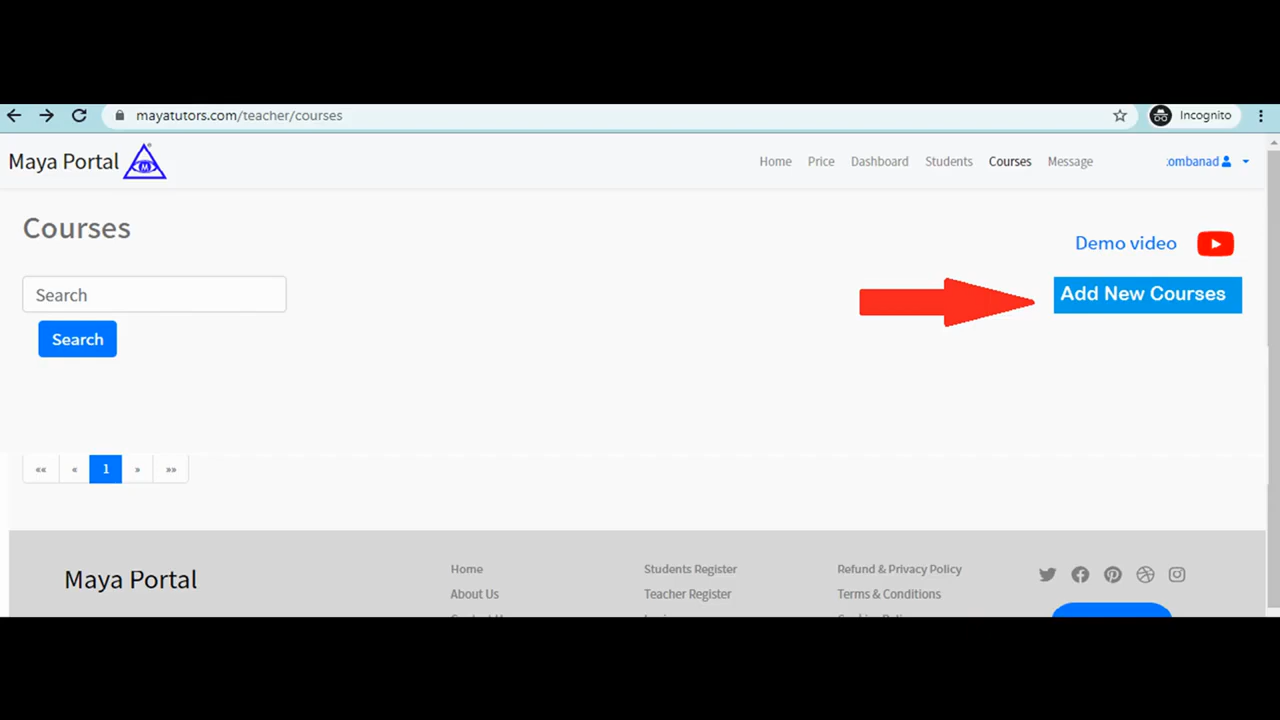 mayatutors.com/teacher/courses
Incognito
Maya Portal
M
Home Price Dashboard Students Courses Message
ombanad
Courses
Demo video
Search
Add New Courses
Search
«« « 1 » »»
Maya Portal
Home
Students Register
Refund & Privacy Policy
About Us
Teacher Register
Terms & Conditions